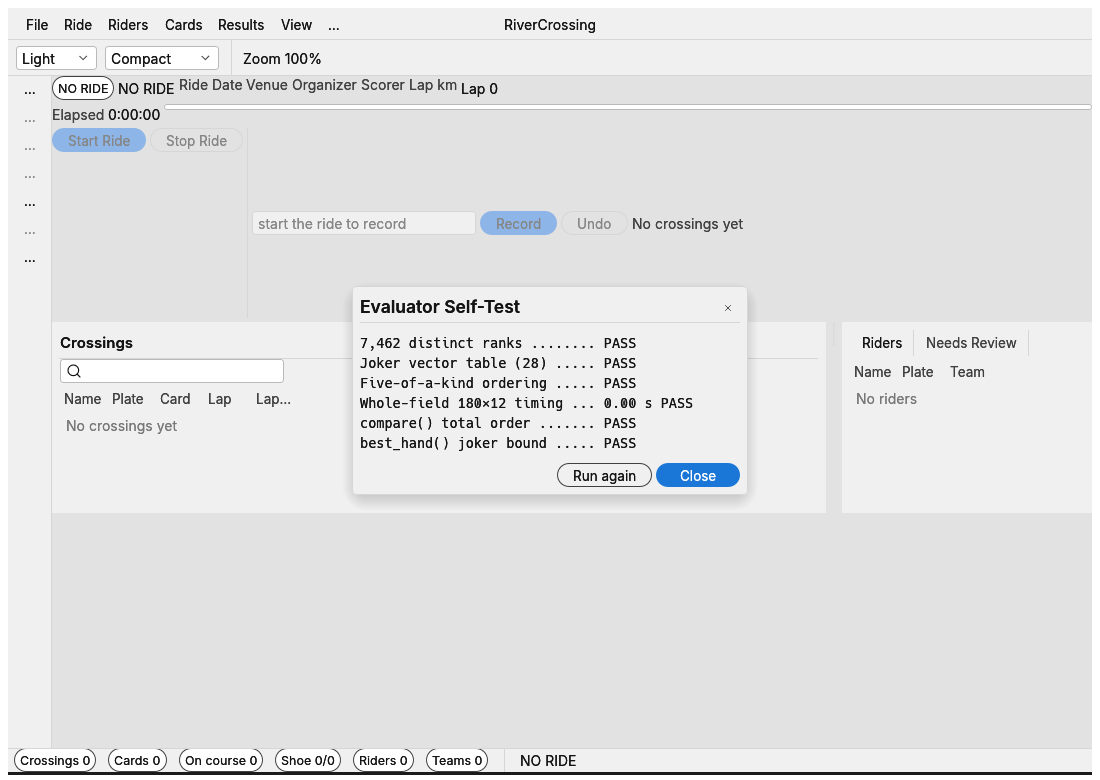 File Ride Riders Cards Results View ... RiverCrossing
Light Compact Zoom 100%
... NO RIDE NO RIDE Ride Date Venue Organizer Scorer Lap km Lap 0
... Elapsed 0:00:00
... Start Ride Stop Ride
...
...
... start the ride to record Record Undo No crossings yet
...
Evaluator Self-Test ×
7,462 distinct ranks ........ PASS
Joker vector table (28) ..... PASS
Five-of-a-kind ordering ..... PASS
Whole-field 180×12 timing ... 0.00 s PASS
compare() total order ....... PASS
best_hand() joker bound ..... PASS
Run again Close
Crossings
Name Plate Card Lap Lap...
No crossings yet
Riders Needs Review
Name Plate Team
No riders
Crossings 0 Cards 0 On course 0 Shoe 0/0 Riders 0 Teams 0 NO RIDE